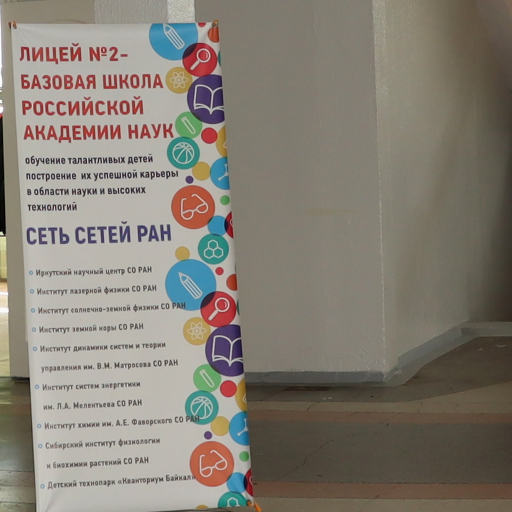 ЛИЦЕЙ №2-
БАЗОВАЯ ШКОЛА
РОССИЙСКОЙ
АКАДЕМИИ НАУК
обучение талантливых детей
построение их успешной карьеры
в области науки и высоких
технологий
СЕТЬ СЕТЕЙ РАН
Иркутский научный центр СО РАН
Институт лазерной физики СО РАН
Институт солнечно-земной физики СО РАН
Институт земной коры СО РАН
Институт динамики систем и теории
управления им. В.М. Матросова СО РАН
Институт систем энергетики
им. Л.А. Мелентьева СО РАН
Институт химии им. А.Е. Фаворского СО РАН
Сибирский институт физиологии
и биохимии растений СО РАН
Детский технопарк «Кванториум Байкал»